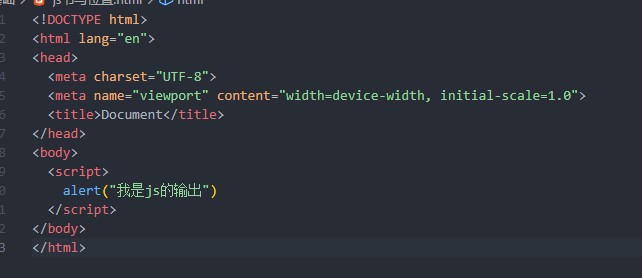 js书写位置.html > html
1 <!DOCTYPE html>
2 <html lang="en">
3 <head>
4 <meta charset="UTF-8">
5 <meta name="viewport" content="width=device-width, initial-scale=1.0">
6 <title>Document</title>
7 </head>
8 <body>
9 <script>
0 alert("我是js的输出")
1 </script>
2 </body>
3 </html>